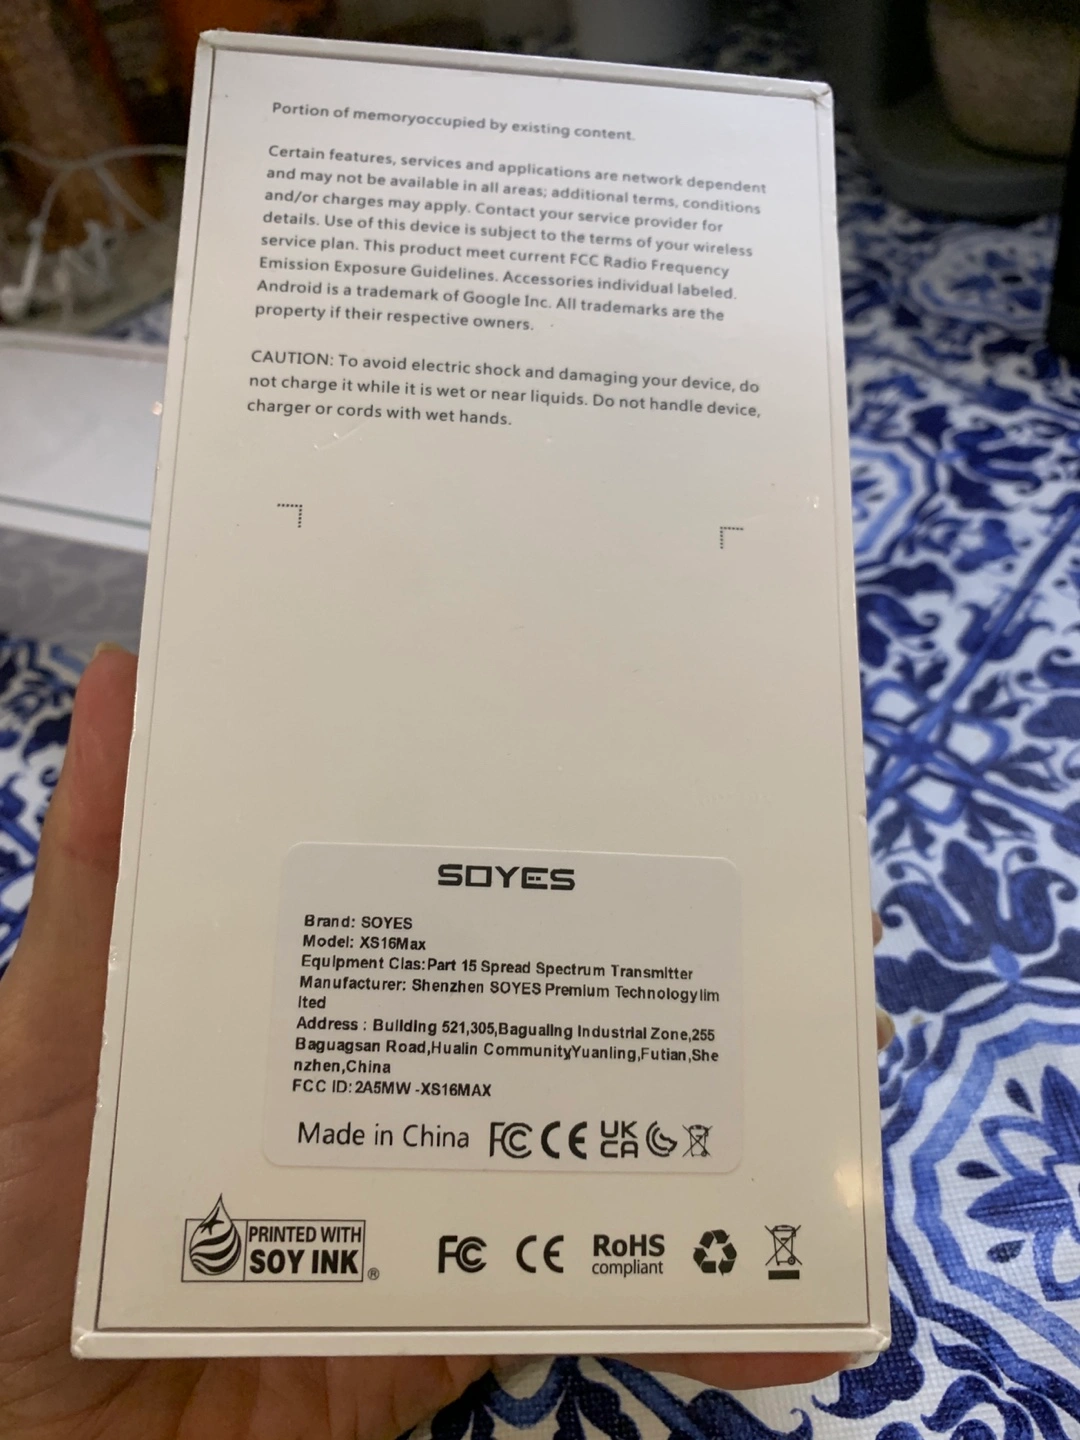 Portion of memoryoccupied by existing content.
Certain features, services and applications are network dependent
and may not be available in all areas; additional terms, conditions
and/or charges may apply. Contact your service provider for
details. Use of this device is subject to the terms of your wireless
service plan. This product meet current FCC Radio Frequency
Emission Exposure Guidelines. Accessories individual labeled.
Android is a trademark of Google Inc. All trademarks are the
property if their respective owners.
CAUTION: To avoid electric shock and damaging your device, do
not charge it while it is wet or near liquids. Do not handle device,
charger or cords with wet hands.
SOYES
Brand: SOYES
Model: XS16Max
Equipment Clas:Part 15 Spread Spectrum Transmitter
Manufacturer: Shenzhen SOYES Premium Technologylim
ited
Address : Building 521,305,Bagualing Industrial Zone,255
Baguagsan Road,Hualin CommunityYuanling,Futian,She
nzhen,China
FCC ID:2A5MW -XS16MAX
Made in China FC CE UK
CA
PRINTED WITH
SOY INK ®
FC CE RoHS
compliant